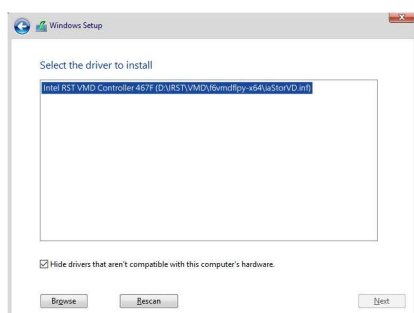 Windows Setup
Select the driver to install
Intel RST VMD Controller 467F (D:\IRST\VMD\f6vmdflpy-x64\iaStorVD.inf)
Hide drivers that aren't compatible with this computer's hardware.
Browse
Rescan
Next